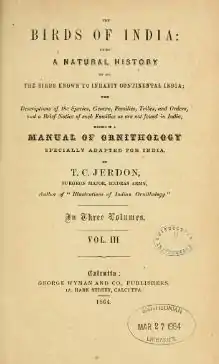 THE
BIRDS OF INDIA:
BEING
A NATURAL HISTORY
OF ALL
THE BIRDS KNOWN TO INHABIT CONTINENTAL INDIA;
WITH
Descriptions of the Species, Genera, Families, Tribes, and Orders,
and a Brief Notice of such Families as are not found in India,
MAKING IT A
MANUAL OF ORNITHOLOGY
SPECIALLY ADAPTED FOR INDIA.
BY
T. C. JERDON,
SURGEON MAJOR, MADRAS ARMY,
Author of "Illustrations of Indian Ornithology"
In Three Volumes.
VOL. III
Calcutta:
GEORGE WYMAN AND CO., PUBLISHERS,
HARE STREET, CALCUTTA
1864.
SMITHSONIAN
MAR 27 1984
LIBRARIES